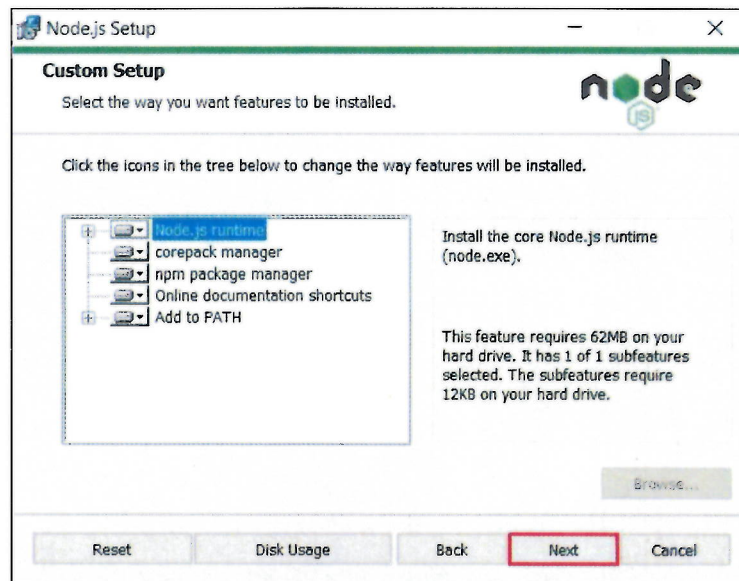 Node.js Setup
Custom Setup
Select the way you want features to be installed.
node
JS
Click the icons in the tree below to change the way features will be installed.
Node.js runtime
corepack manager
npm package manager
Online documentation shortcuts
Add to PATH
Install the core Node.js runtime
(node.exe).
This feature requires 62MB on your
hard drive. It has 1 of 1 subfeatures
selected. The subfeatures require
12KB on your hard drive.
Browse...
Reset Disk Usage Back Next Cancel